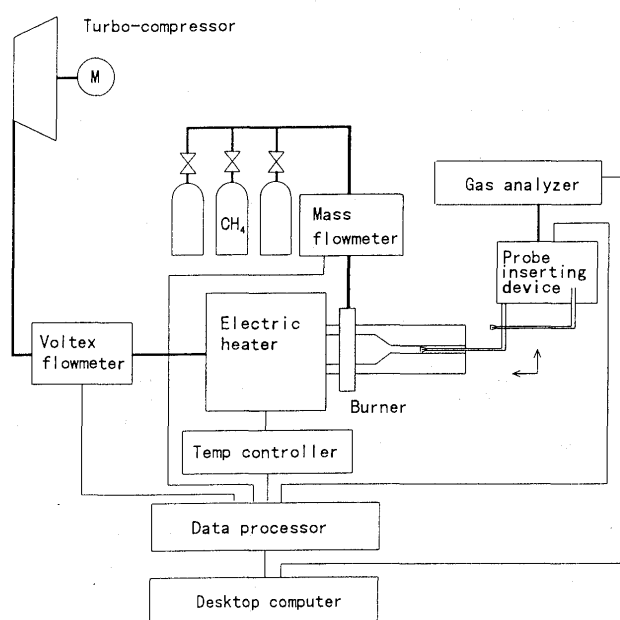 Turbo-compressor
M
CH₄
Mass
flowmeter
Gas analyzer
Probe
inserting
device
Electric
heater
Voltex
flowmeter
Burner
Temp controller
Data processor
Desktop computer